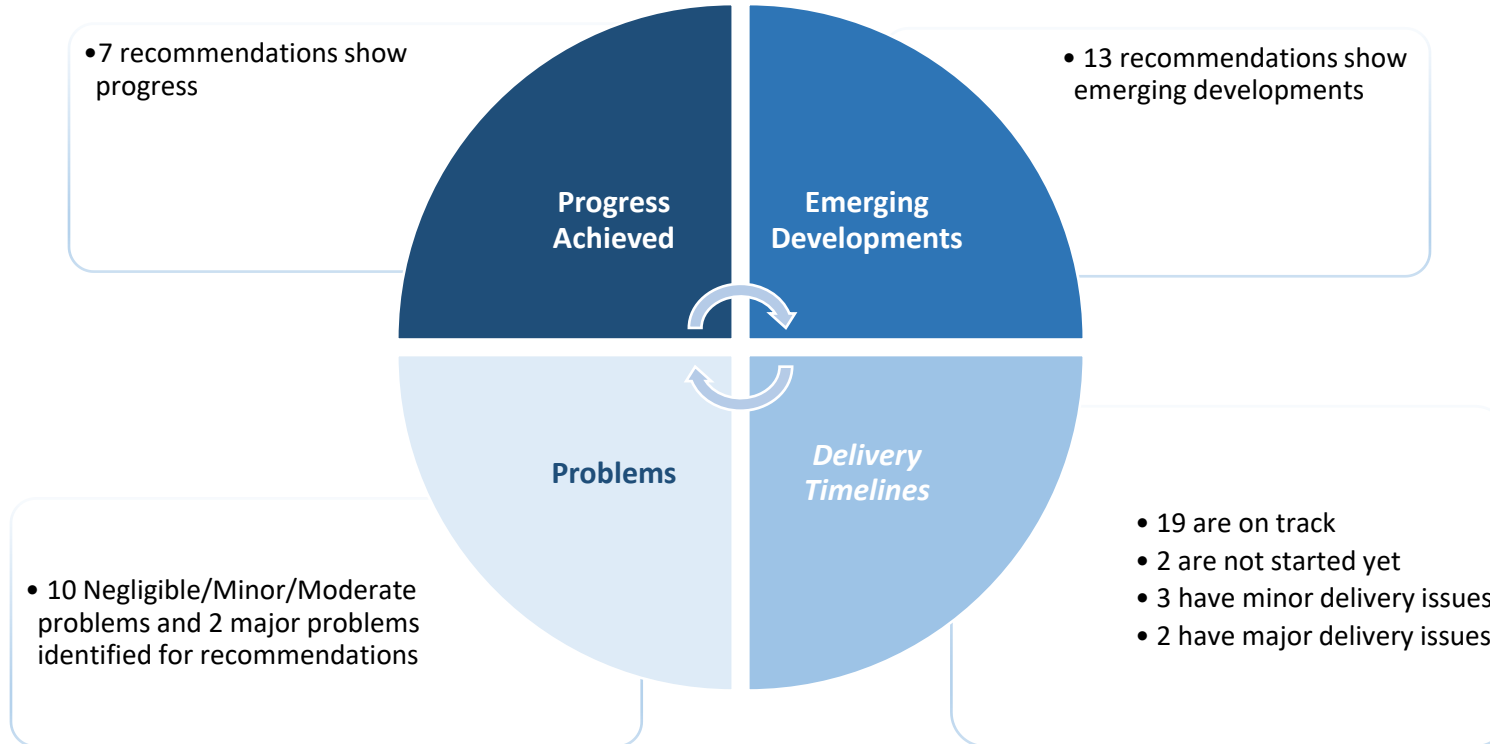 •7 recommendations show
progress
• 13 recommendations show
emerging developments
Progress
Achieved
Emerging
Developments
Problems
Delivery
Timelines
• 10 Negligible/Minor/Moderate
problems and 2 major problems
identified for recommendations
• 19 are on track
• 2 are not started yet
• 3 have minor delivery issues
• 2 have major delivery issues